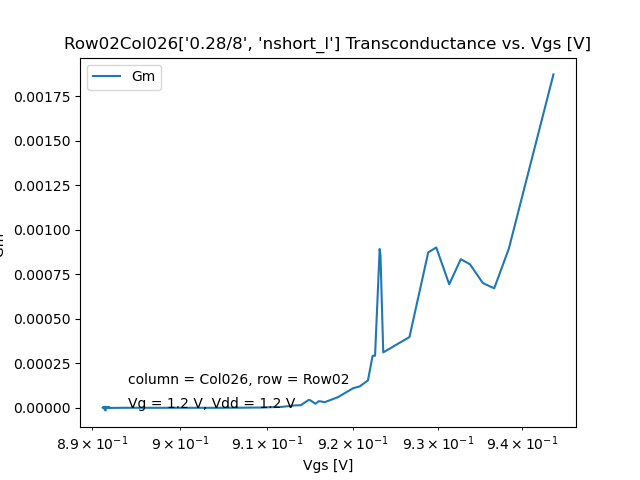 Row02Col026['0.28/8', 'nshort_l'] Transconductance vs. Vgs [V]
Gm
0.00175
0.00150
0.00125
0.00100
0.00075
0.00050
0.00025
0.00000
Gm
column = Col026, row = Row02
Vg = 1.2 V, Vdd = 1.2 V
8.9 × 10⁻¹ 9 × 10⁻¹ 9.1 × 10⁻¹ 9.2 × 10⁻¹ 9.3 × 10⁻¹ 9.4 × 10⁻¹
Vgs [V]